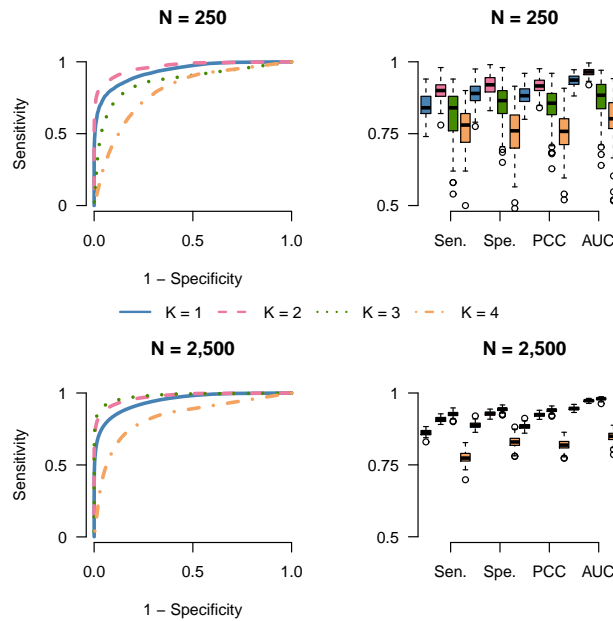 N = 250
Sensitivity
1
0.5
0
0.0
0.5
1.0
1 − Specificity
N = 250
1
0.75
0.5
Sen.
Spe.
PCC
AUC
K = 1
K = 2
K = 3
K = 4
N = 2,500
Sensitivity
1
0.5
0
0.0
0.5
1.0
1 − Specificity
N = 2,500
1
0.75
0.5
Sen.
Spe.
PCC
AUC